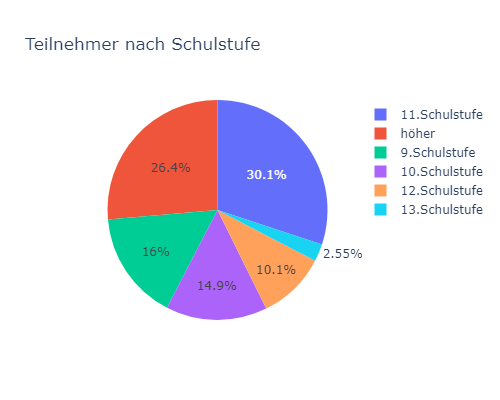 Teilnehmer nach Schulstufe
11.Schulstufe
höher
9.Schulstufe
10.Schulstufe
12.Schulstufe
13.Schulstufe
26.4%
30.1%
16%
2.55%
10.1%
14.9%